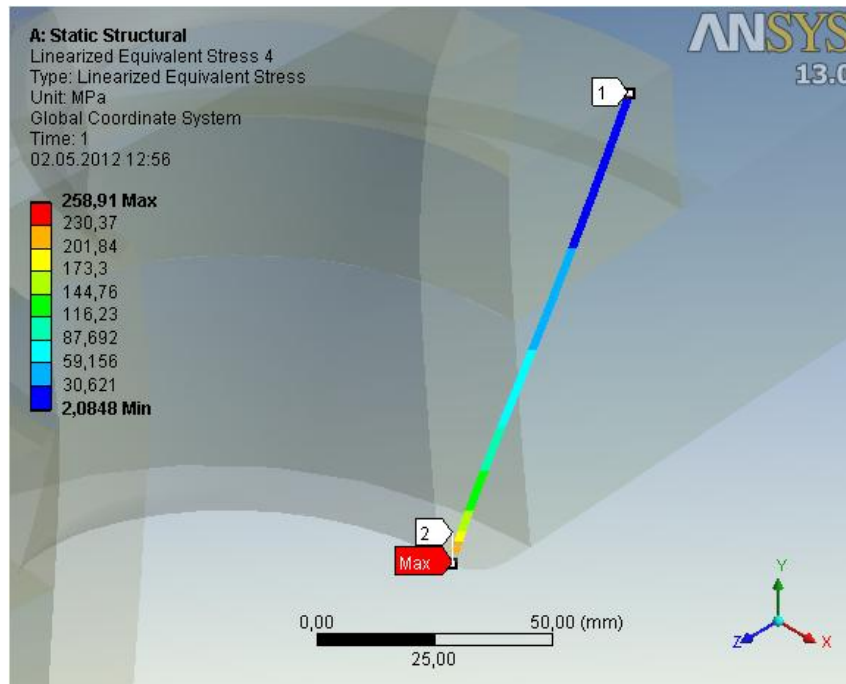 A: Static Structural
Linearized Equivalent Stress 4
Type: Linearized Equivalent Stress
Unit: MPa
Global Coordinate System
Time: 1
02.05.2012 12:56
258,91 Max
230,37
201,84
173,3
144,76
116,23
87,692
59,156
30,621
2,0848 Min
ANSYS
13.0
1
2
Max
0,00
50,00 (mm)
25,00
Y
Z
X